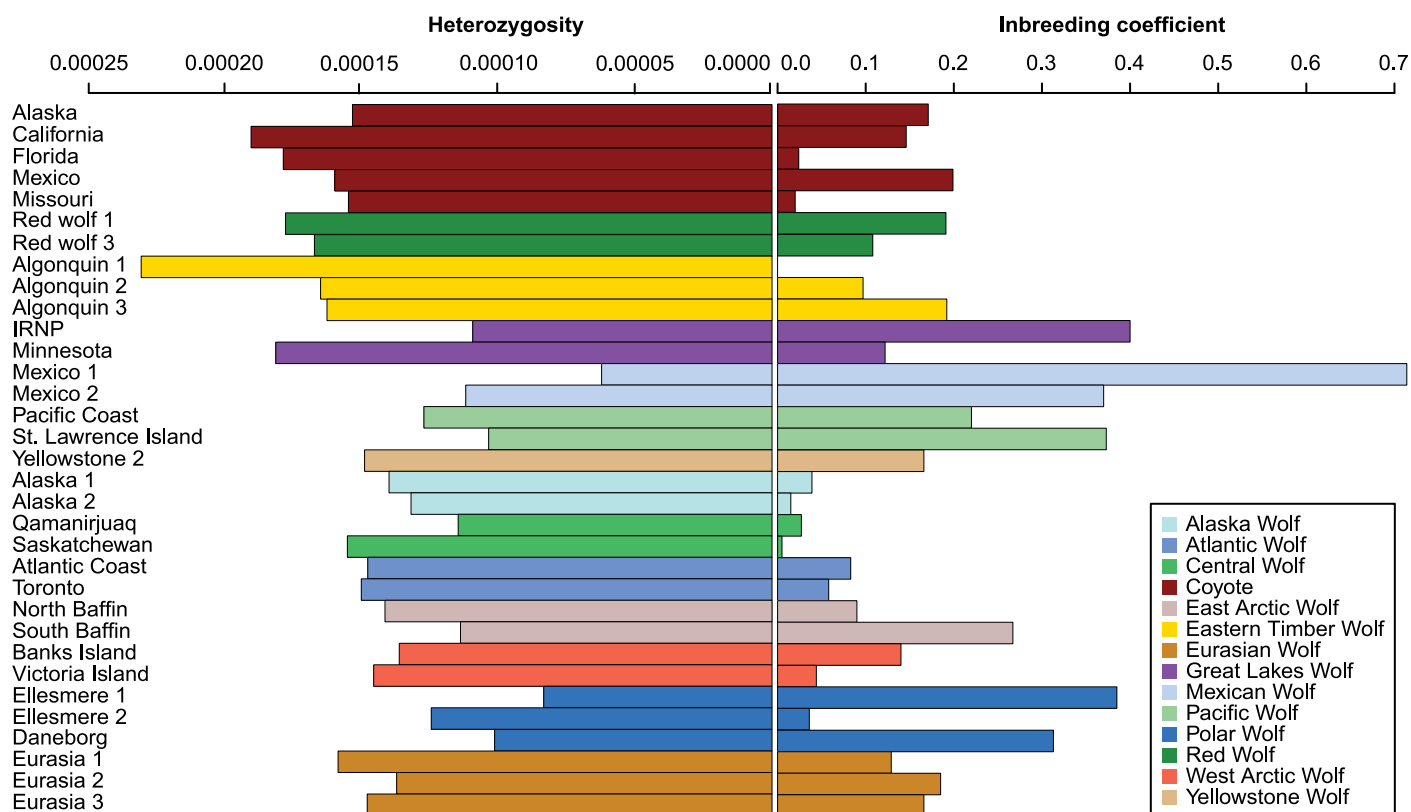 Heterozygosity Inbreeding coefficient
0.00025 0.00020 0.00015 0.00010 0.00005 0.0000 0.0 0.1 0.2 0.3 0.4 0.5 0.6 0.7
Alaska
California
Florida
Mexico
Missouri
Red wolf 1
Red wolf 3
Algonquin 1
Algonquin 2
Algonquin 3
IRNP
Minnesota
Mexico 1
Mexico 2
Pacific Coast
St. Lawrence Island
Yellowstone 2
Alaska 1
Alaska 2
Qamanirjuaq
Saskatchewan
Atlantic Coast
Toronto
North Baffin
South Baffin
Banks Island
Victoria Island
Ellesmere 1
Ellesmere 2
Daneborg
Eurasia 1
Eurasia 2
Eurasia 3
Alaska Wolf
Atlantic Wolf
Central Wolf
Coyote
East Arctic Wolf
Eastern Timber Wolf
Eurasian Wolf
Great Lakes Wolf
Mexican Wolf
Pacific Wolf
Polar Wolf
Red Wolf
West Arctic Wolf
Yellowstone Wolf